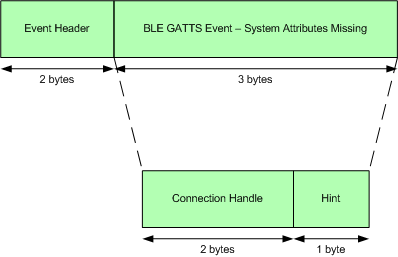 Event Header
BLE GATTS Event – System Attributes Missing
2 bytes
3 bytes
Connection Handle
Hint
2 bytes
1 byte